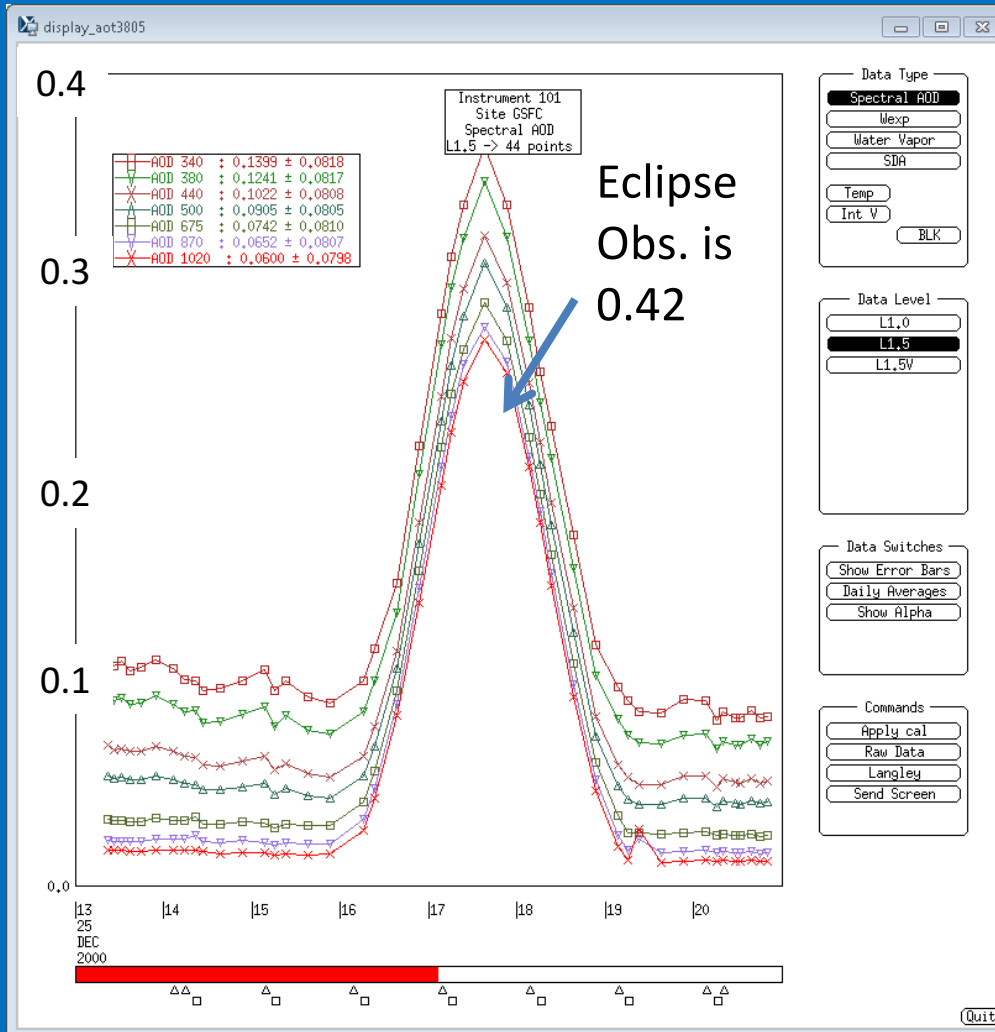 display_aot3805
0.4
0.3
0.2
0.1
0.0
Instrument 101
Site GSFC
Spectral AOD
L1.5 -> 44 points
AOD 340 : 0.1399 ± 0.0818
AOD 380 : 0.1241 ± 0.0817
AOD 440 : 0.1022 ± 0.0808
AOD 500 : 0.0905 ± 0.0805
AOD 675 : 0.0742 ± 0.0810
AOD 870 : 0.0652 ± 0.0807
AOD 1020 : 0.0600 ± 0.0798
Eclipse
Obs. is
0.42
|13 |14 |15 |16 |17 |18 |19 |20
25
DEC
2000
Data Type
Spectral AOD
Wexp
Water Vapor
SDA
Temp
Int V
BLK
Data Level
L1.0
L1.5
L1.5V
Data Switches
Show Error Bars
Daily Averages
Show Alpha
Commands
Apply cal
Raw Data
Langley
Send Screen
Quit